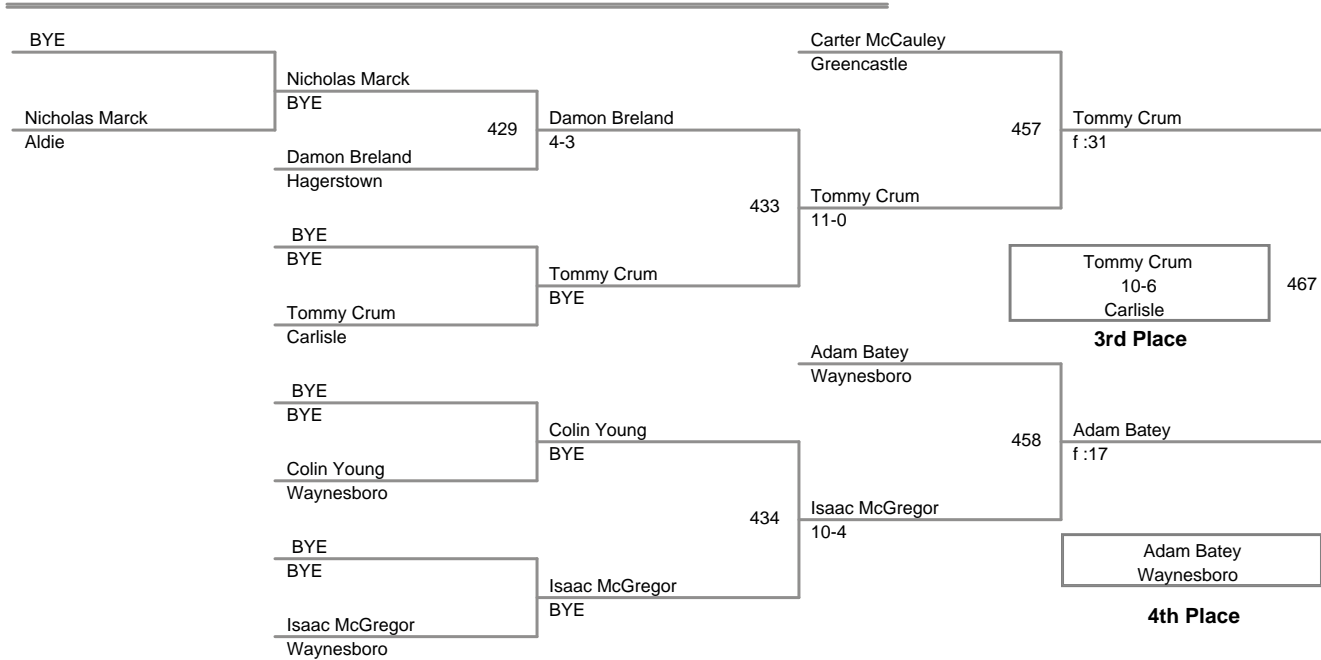 BYE
Nicholas Marck
Aldie
Nicholas Marck
BYE
Damon Breland
Hagerstown
BYE
BYE
Tommy Crum
Carlisle
BYE
BYE
Colin Young
Waynesboro
BYE
BYE
Isaac McGregor
Waynesboro
429
Damon Breland
4-3
Tommy Crum
BYE
Colin Young
BYE
Isaac McGregor
BYE
433
434
Carter McCauley
Greencastle
Tommy Crum
11-0
Adam Batey
Waynesboro
Isaac McGregor
10-4
457
458
Tommy Crum
f :31
Tommy Crum
10-6
Carlisle
467
3rd Place
Adam Batey
f :17
Adam Batey
Waynesboro
4th Place